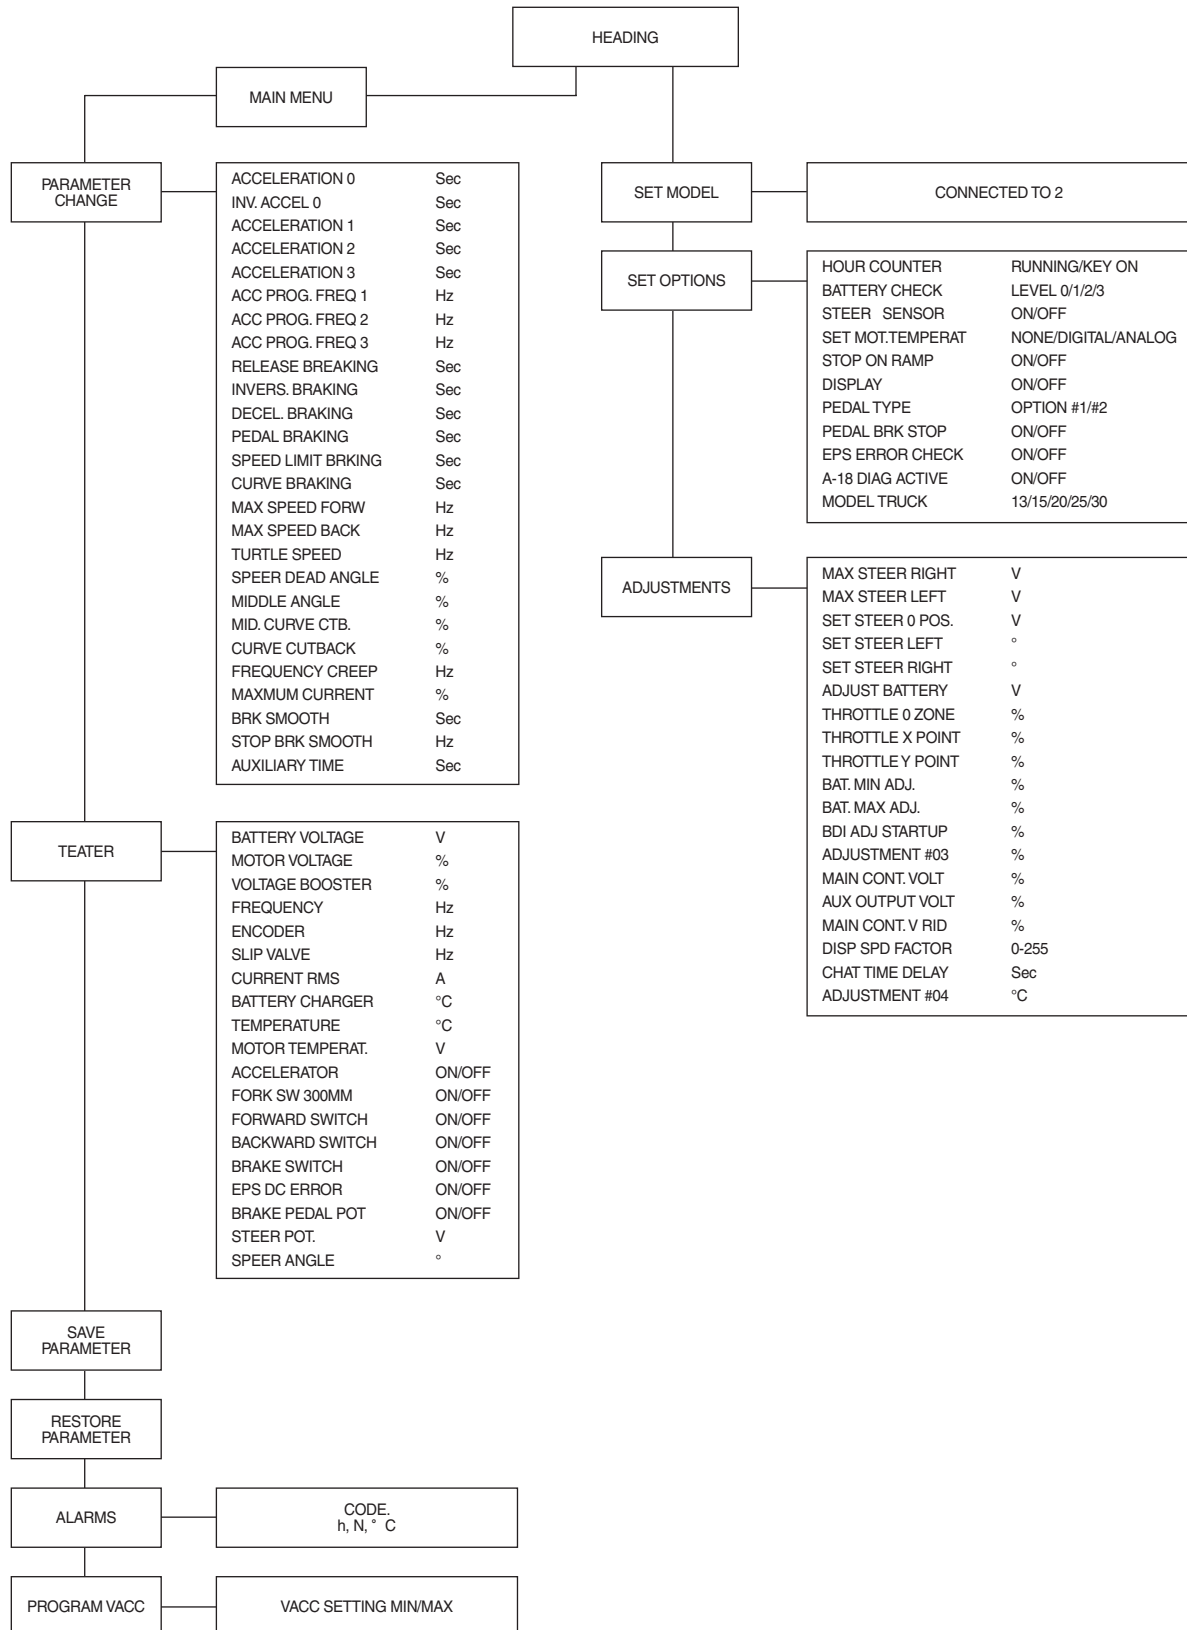 HEADING
MAIN MENU
PARAMETER
CHANGE
ACCELERATION 0 Sec
INV. ACCEL 0 Sec
ACCELERATION 1 Sec
ACCELERATION 2 Sec
ACCELERATION 3 Sec
ACC PROG. FREQ 1 Hz
ACC PROG. FREQ 2 Hz
ACC PROG. FREQ 3 Hz
RELEASE BREAKING Sec
INVERS. BRAKING Sec
DECEL. BRAKING Sec
PEDAL BRAKING Sec
SPEED LIMIT BRKING Sec
CURVE BRAKING Sec
MAX SPEED FORW Hz
MAX SPEED BACK Hz
TURTLE SPEED Hz
SPEER DEAD ANGLE %
MIDDLE ANGLE %
MID. CURVE CTB. %
CURVE CUTBACK %
FREQUENCY CREEP Hz
MAXMUM CURRENT %
BRK SMOOTH Sec
STOP BRK SMOOTH Hz
AUXILIARY TIME Sec
TEATER
BATTERY VOLTAGE V
MOTOR VOLTAGE %
VOLTAGE BOOSTER %
FREQUENCY Hz
ENCODER Hz
SLIP VALVE Hz
CURRENT RMS A
BATTERY CHARGER °C
TEMPERATURE °C
MOTOR TEMPERAT. V
ACCELERATOR ON/OFF
FORK SW 300MM ON/OFF
FORWARD SWITCH ON/OFF
BACKWARD SWITCH ON/OFF
BRAKE SWITCH ON/OFF
EPS DC ERROR ON/OFF
BRAKE PEDAL POT ON/OFF
STEER POT. V
SPEER ANGLE °
SAVE
PARAMETER
RESTORE
PARAMETER
ALARMS
CODE.
h, N, ° C
PROGRAM VACC
VACC SETTING MIN/MAX
SET MODEL
CONNECTED TO 2
SET OPTIONS
HOUR COUNTER RUNNING/KEY ON
BATTERY CHECK LEVEL 0/1/2/3
STEER SENSOR ON/OFF
SET MOT.TEMPERAT NONE/DIGITAL/ANALOG
STOP ON RAMP ON/OFF
DISPLAY ON/OFF
PEDAL TYPE OPTION #1/#2
PEDAL BRK STOP ON/OFF
EPS ERROR CHECK ON/OFF
A-18 DIAG ACTIVE ON/OFF
MODEL TRUCK 13/15/20/25/30
ADJUSTMENTS
MAX STEER RIGHT V
MAX STEER LEFT V
SET STEER 0 POS. V
SET STEER LEFT °
SET STEER RIGHT °
ADJUST BATTERY V
THROTTLE 0 ZONE %
THROTTLE X POINT %
THROTTLE Y POINT %
BAT. MIN ADJ. %
BAT. MAX ADJ. %
BDI ADJ STARTUP %
ADJUSTMENT #03 %
MAIN CONT. VOLT %
AUX OUTPUT VOLT %
MAIN CONT. V RID %
DISP SPD FACTOR 0-255
CHAT TIME DELAY Sec
ADJUSTMENT #04 °C